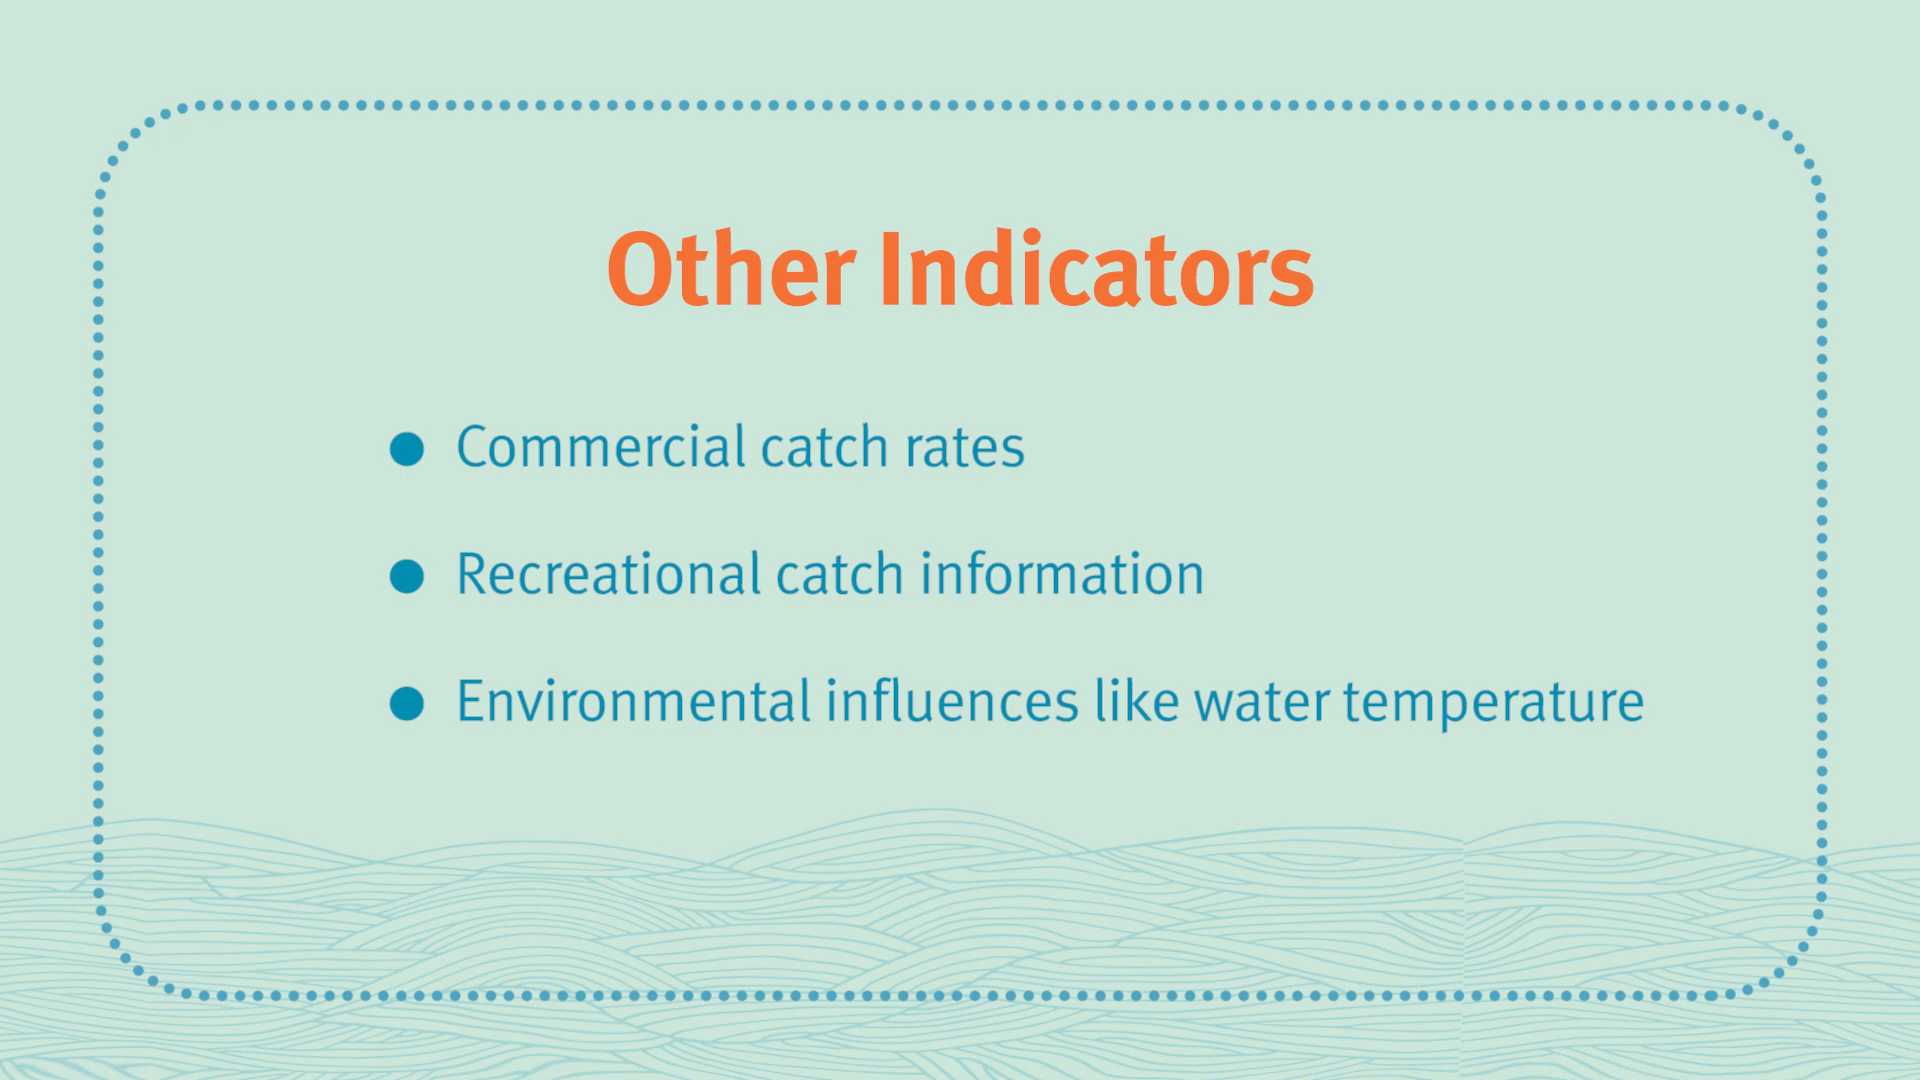 Other Indicators
Commercial catch rates
Recreational catch information
Environmental influences like water temperature